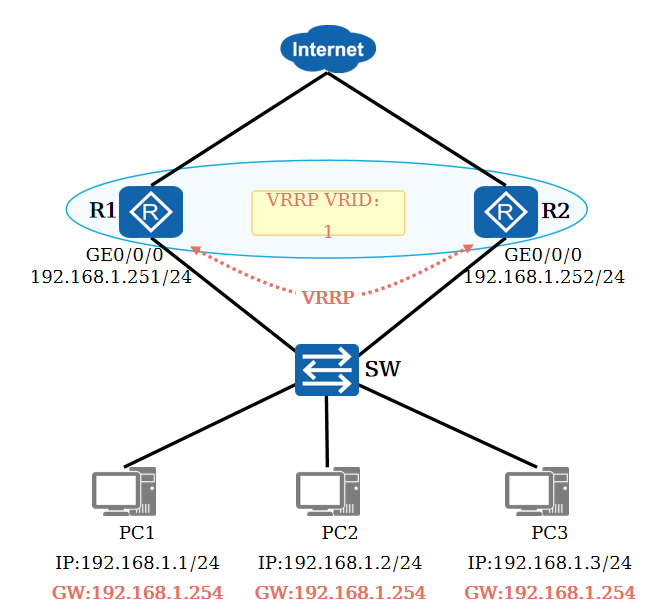 Internet
VRRP VRID：
1
R1
R
R
R2
GE0/0/0
192.168.1.251/24
GE0/0/0
192.168.1.252/24
VRRP
SW
PC1
PC2
PC3
IP:192.168.1.1/24
IP:192.168.1.2/24
IP:192.168.1.3/24
GW:192.168.1.254
GW:192.168.1.254
GW:192.168.1.254